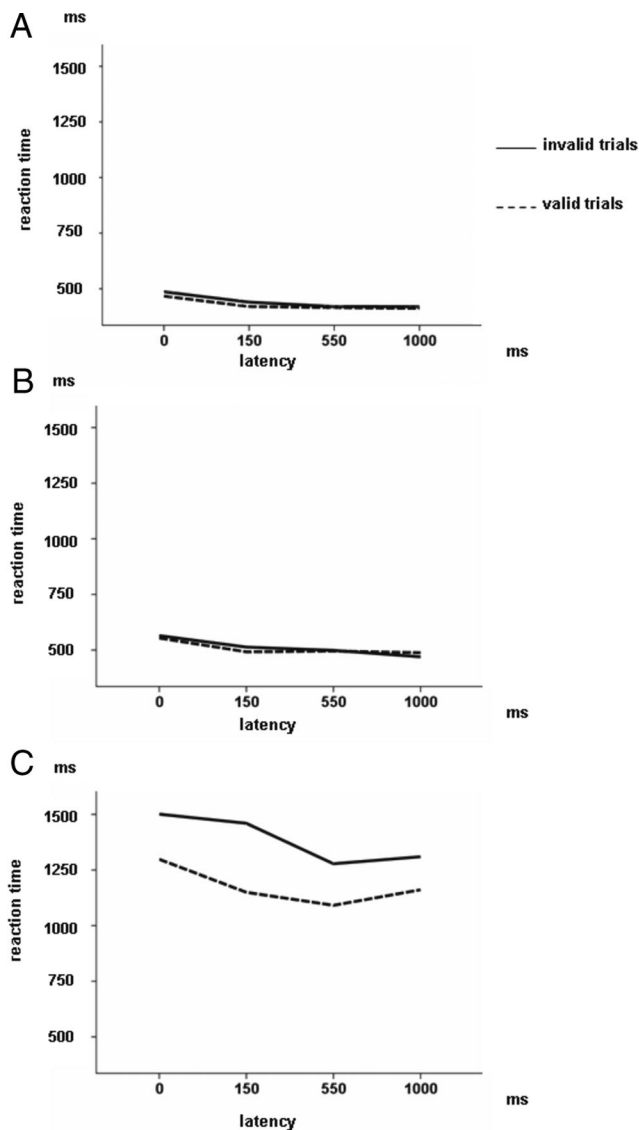 A
ms
1500
1250
1000
750
500
reaction time
0 150 550 1000
latency
ms
invalid trials
valid trials
B
ms
1500
1250
1000
750
500
reaction time
0 150 550 1000
latency
ms
C
ms
1500
1250
1000
750
500
reaction time
0 150 550 1000
latency
ms